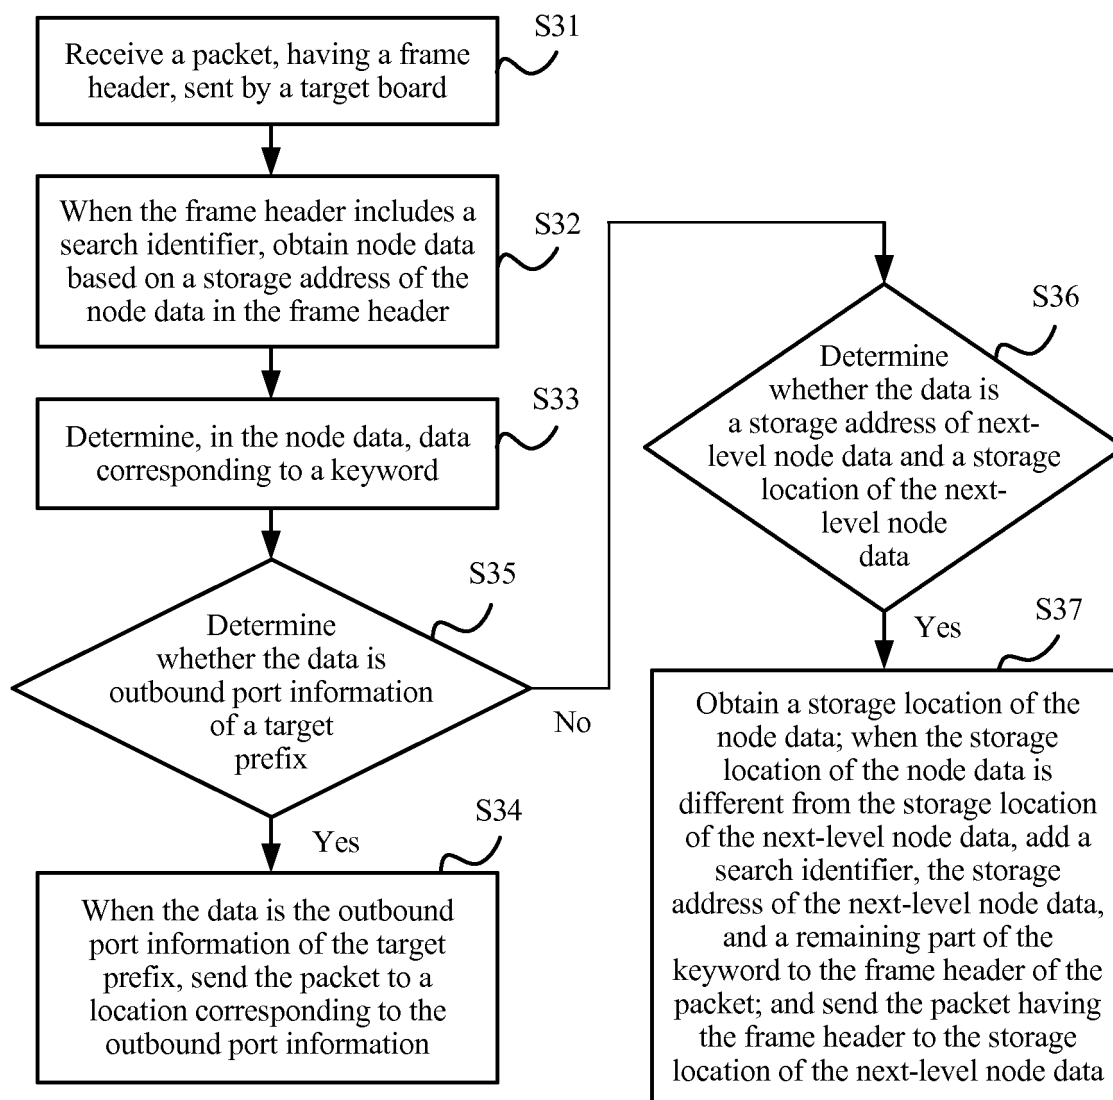 S31
Receive a packet, having a frame
header, sent by a target board
S32
When the frame header includes a
search identifier, obtain node data
based on a storage address of the
node data in the frame header
S33
Determine, in the node data, data
corresponding to a keyword
S35
Determine
whether the data is
outbound port information
of a target
prefix
No
Yes
S34
When the data is the outbound
port information of the target
prefix, send the packet to a
location corresponding to the
outbound port information
S36
Determine
whether the data is
a storage address of next-
level node data and a storage
location of the next-
level node
data
Yes
S37
Obtain a storage location of the
node data; when the storage
location of the node data is
different from the storage location
of the next-level node data, add a
search identifier, the storage
address of the next-level node data,
and a remaining part of the
keyword to the frame header of the
packet; and send the packet having
the frame header to the storage
location of the next-level node data